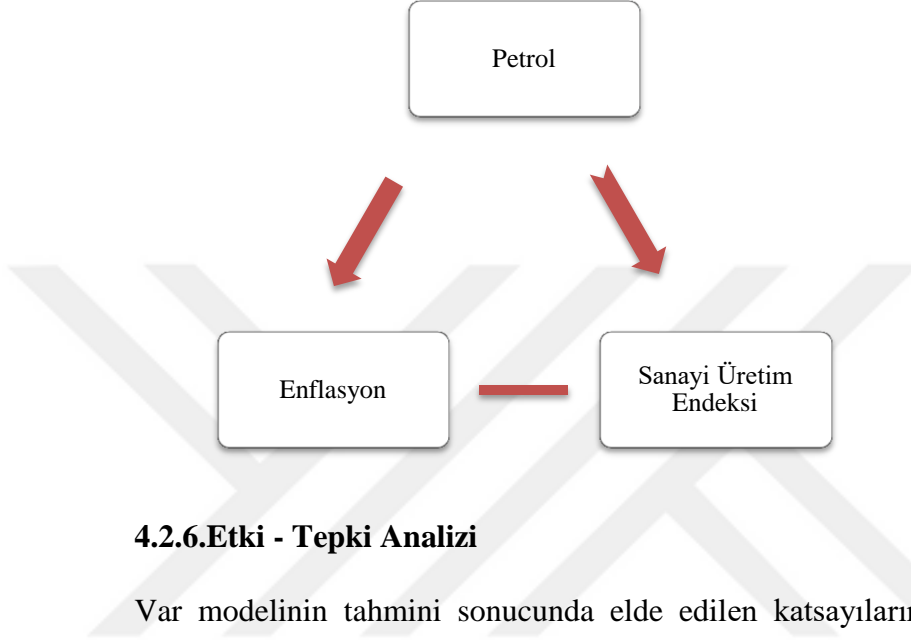 Petrol
Enflasyon
Sanayi Üretim
Endeksi
4.2.6.Etki - Tepki Analizi
Var modelinin tahmini sonucunda elde edilen katsayıların